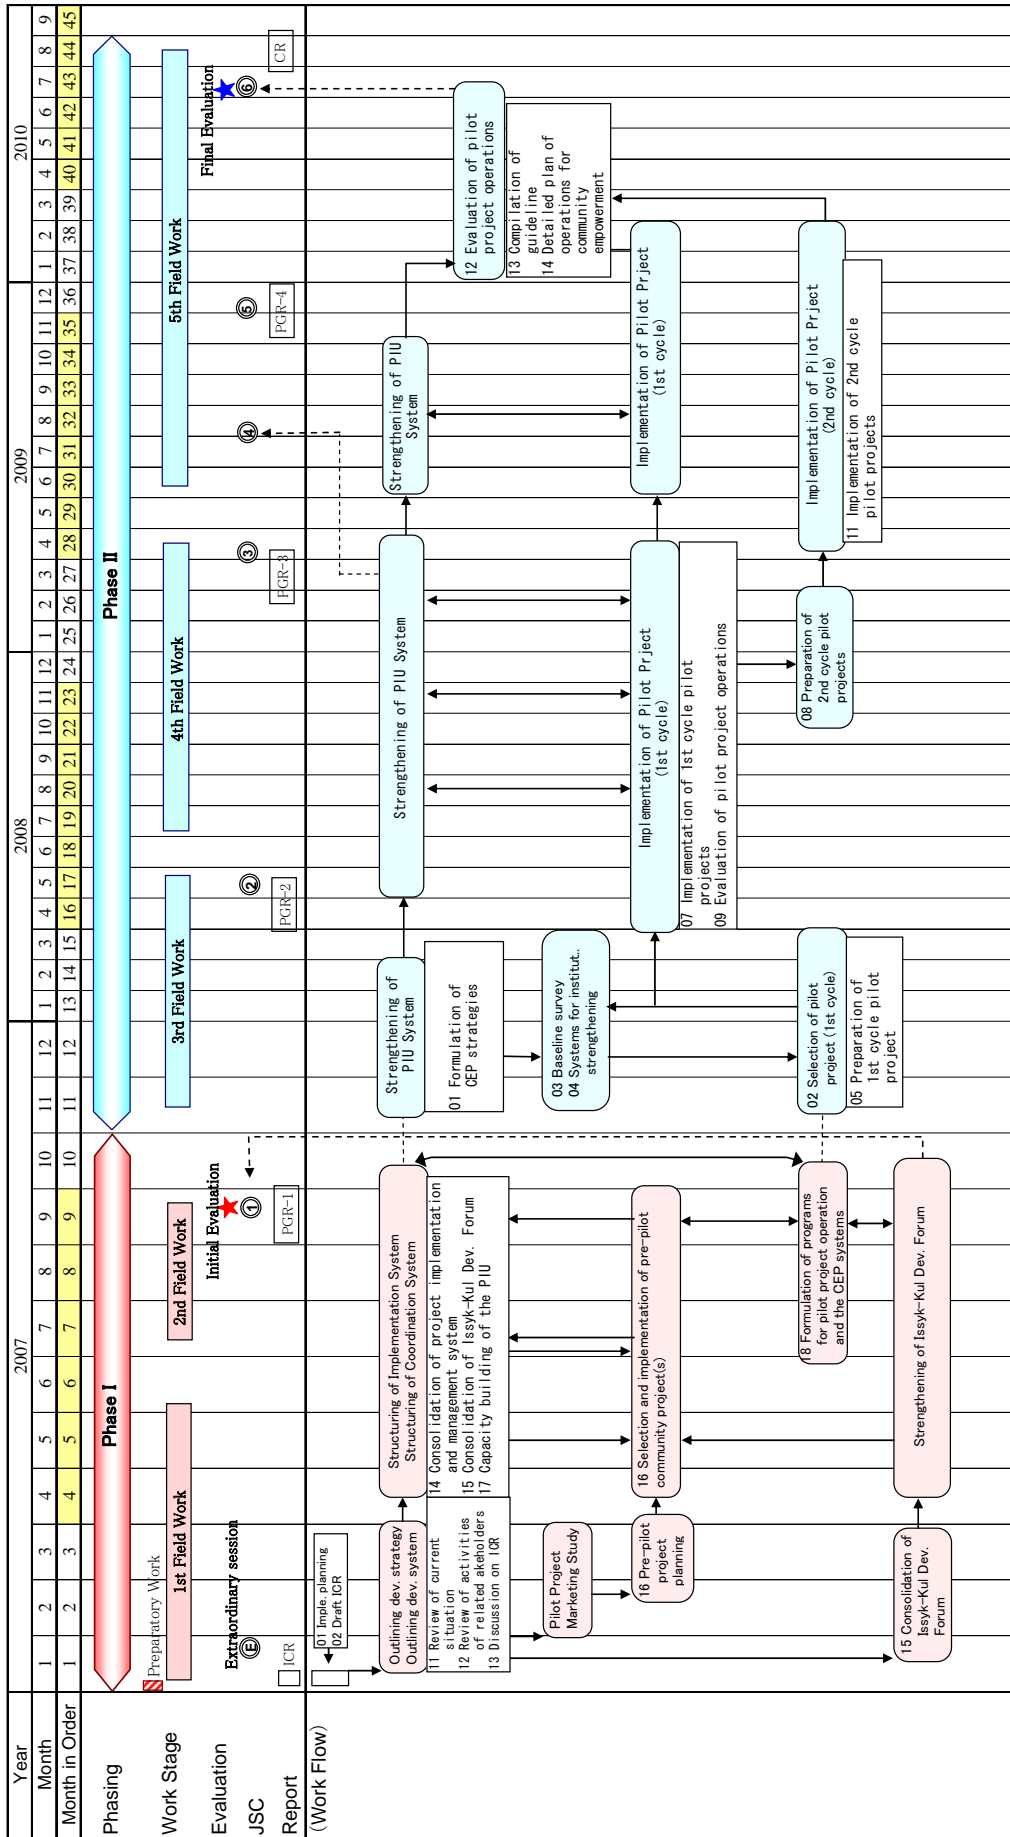 Year
2007
2008
2009
2010
Month
1 2 3 4 5 6 7 8 9 10 11 12 1 2 3 4 5 6 7 8 9 10 11 12 1 2 3 4 5 6 7 8 9 10 11 12 1 2 3 4 5 6 7 8 9
Month in Order
1 2 3 4 5 6 7 8 9 10 11 12 13 14 15 16 17 18 19 20 21 22 23 24 25 26 27 28 29 30 31 32 33 34 35 36 37 38 39 40 41 42 43 44 45
Phasing
Phase I
Phase II
Work Stage
Preparatory Work
1st Field Work
2nd Field Work
3rd Field Work
4th Field Work
5th Field Work
Evaluation
Extraordinary session
Initial Evaluation
Final Evaluation
JSC
E
1
2
3
4
5
6
Report
ICR
PGR-1
PGR-2
PGR-3
PGR-4
CR
(Work Flow)
01 Imple. planning
02 Draft ICR
Outlining dev. strategy
Outlining dev. system
11 Review of current
situation
12 Review of activities
of related akeholders
13 Discussion on ICR
Structuring of Implementation System
Structuring of Coordination System
14 Consolidation of project implementation
and management system
15 Consolidation of Issyk-Kul Dev. Forum
17 Capacity building of the PIU
Strengthening of
PIU System
01 Formulation of
CEP strategies
Strengthening of PIU System
Strengthening of PIU
System
12 Evaluation of pilot
project operations
13 Compilation of
guideline
14 Detailed plan of
operations for
community
empowerment
Pilot Project
Marketing Study
03 Baseline survey
04 Systems for institut..
strengthening
16 Pre-pilot
project
planning
16 Selection and implementation of pre-pilot
community project(s)
Implementation of Pilot Prject
(1st cycle)
07 Implementation of 1st cycle pilot
projects
09 Evaluation of pilot project operations
Implementation of Pilot Prject
(1st cycle)
18 Formulation of programs
for pilot project operation
and the CEP systems
02 Selection of pilot
project (1st cycle)
05 Preparation of
1st cycle pilot
project
08 Preparation of
2nd cycle pilot
projects
Implementation of Pilot Prject
(2nd cycle)
11 Implementation of 2nd cycle
pilot projects
15 Consolidation of
Issyk-Kul Dev.
Forum
Strengthening of Issyk-Kul Dev. Forum